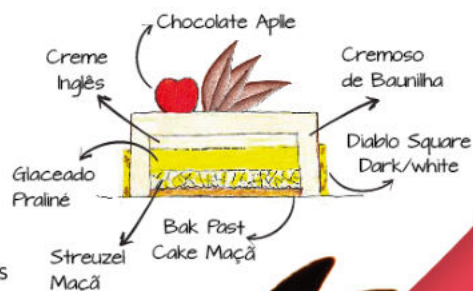 Chocolate Aplle
Creme
Inglês
Cremoso
de Baunilha
Glaceado
Praliné
Diablo Square
Dark/white
Streuzel
Maçã
Bak Past
Cake Maçã
s